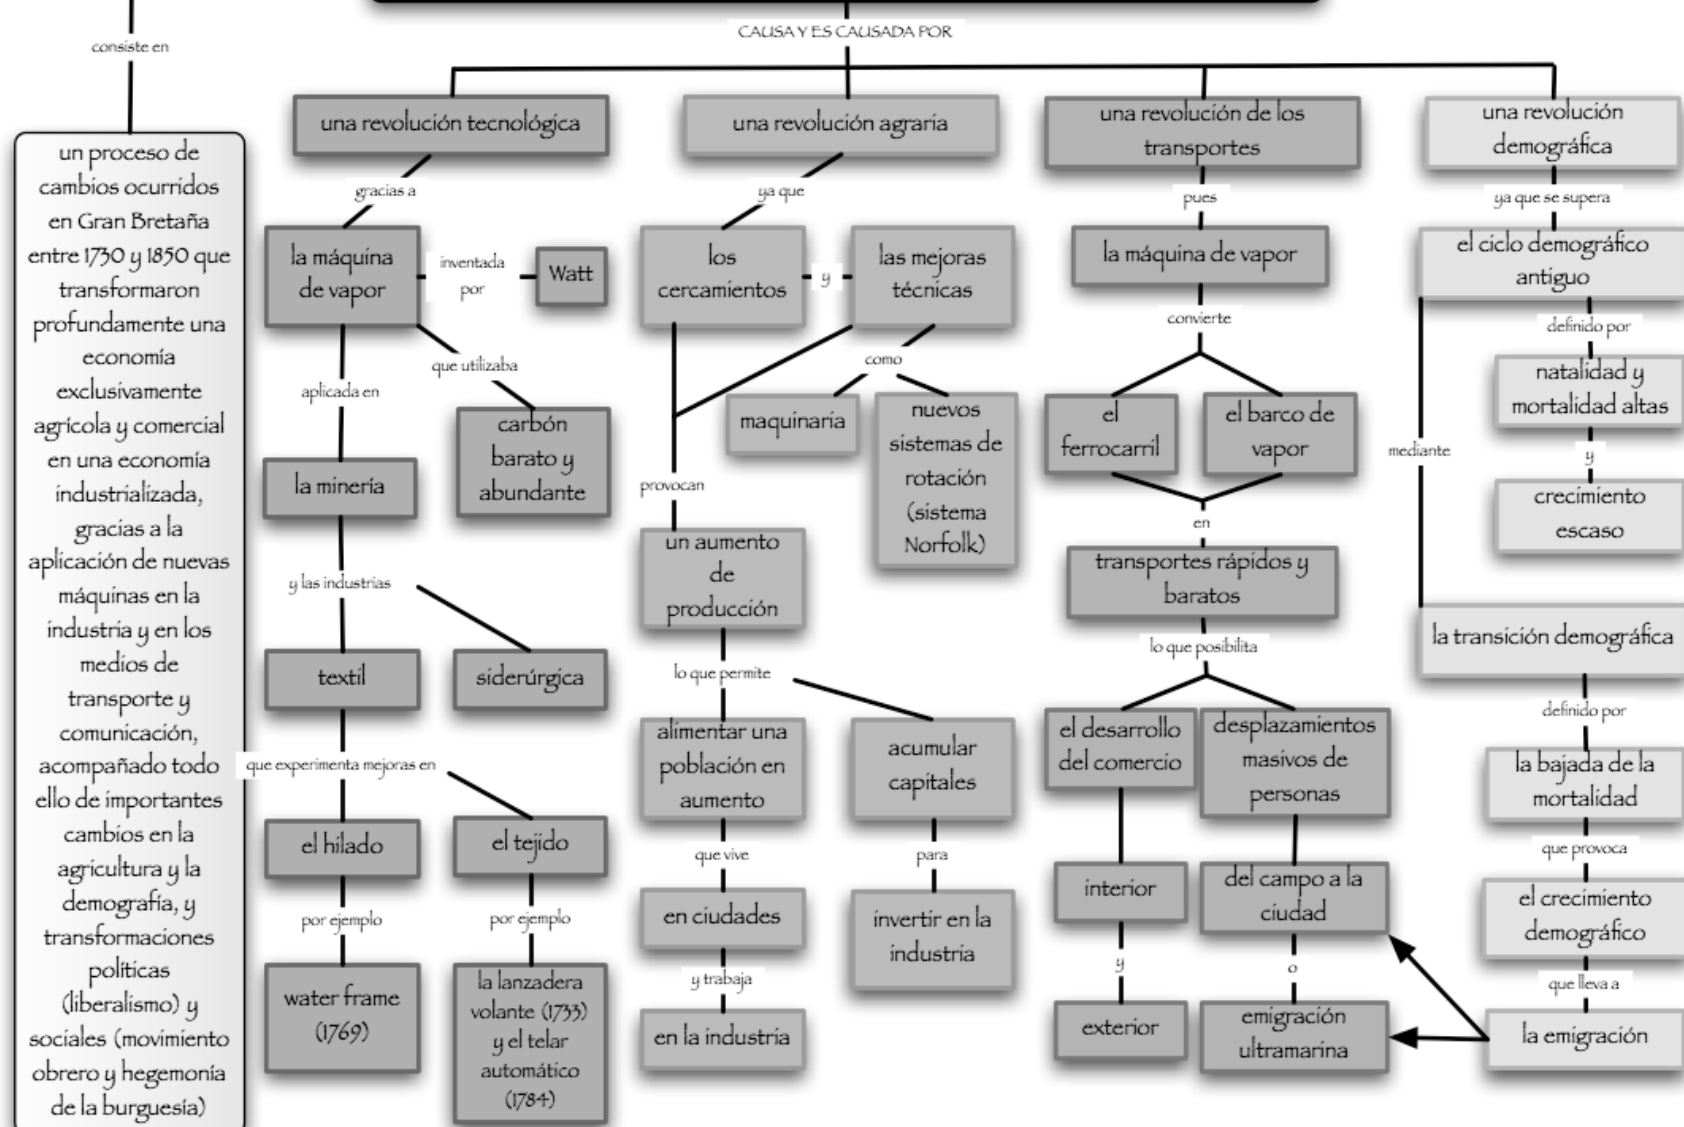 consiste en
un proceso de
cambios ocurridos
en Gran Bretaña
entre 1730 y 1850 que
transformaron
profundamente una
economía
exclusivamente
agrícola y comercial
en una economía
industrializada,
gracias a la
aplicación de nuevas
máquinas en la
industria y en los
medios de
transporte y
comunicación,
acompañado todo
ello de importantes
cambios en la
agricultura y la
demografía, y
transformaciones
políticas
(liberalismo) y
sociales (movimiento
obrero y hegemonía
de la burguesía)
CAUSA Y ES CAUSADA POR
una revolución tecnológica
gracias a
la máquina
de vapor
inventada
por
Watt
que utilizaba
carbón
barato y
abundante
aplicada en
la minería
y las industrias
textil
siderúrgica
que experimenta mejoras en
el hilado
por ejemplo
water frame
(1769)
el tejido
por ejemplo
la lanzadera
volante (1733)
y el telar
automático
(1784)
una revolución agraria
ya que
los
cercamientos
y
las mejoras
técnicas
como
maquinaria
nuevos
sistemas de
rotación
(sistema
Norfolk)
provocan
un aumento
de
producción
lo que permite
alimentar una
población en
aumento
que vive
en ciudades
y trabaja
en la industria
acumular
capitales
para
invertir en la
industria
una revolución de los
transportes
pues
la máquina de vapor
convierte
el
ferrocarril
el barco de
vapor
en
transportes rápidos y
baratos
lo que posibilita
el desarrollo
del comercio
interior
y
exterior
desplazamientos
masivos de
personas
del campo a la
ciudad
o
emigración
ultramarina
una revolución
demográfica
ya que se supera
el ciclo demográfico
antiguo
definido por
natalidad y
mortalidad altas
y
crecimiento
escaso
mediante
la transición demográfica
definido por
la bajada de la
mortalidad
que provoca
el crecimiento
demográfico
que lleva a
la emigración